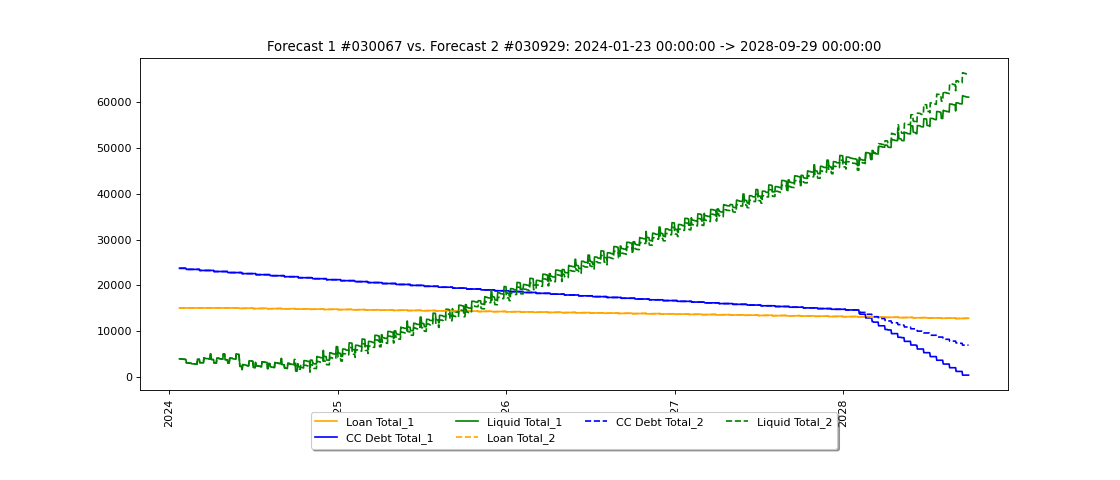 Forecast 1 #030067 vs. Forecast 2 #030929: 2024-01-23 00:00:00 -> 2028-09-29 00:00:00
60000
50000
40000
30000
20000
10000
0
2024
25
26
27
2028
Loan Total_1
Liquid Total_1
CC Debt Total_2
Liquid Total_2
CC Debt Total_1
Loan Total_2